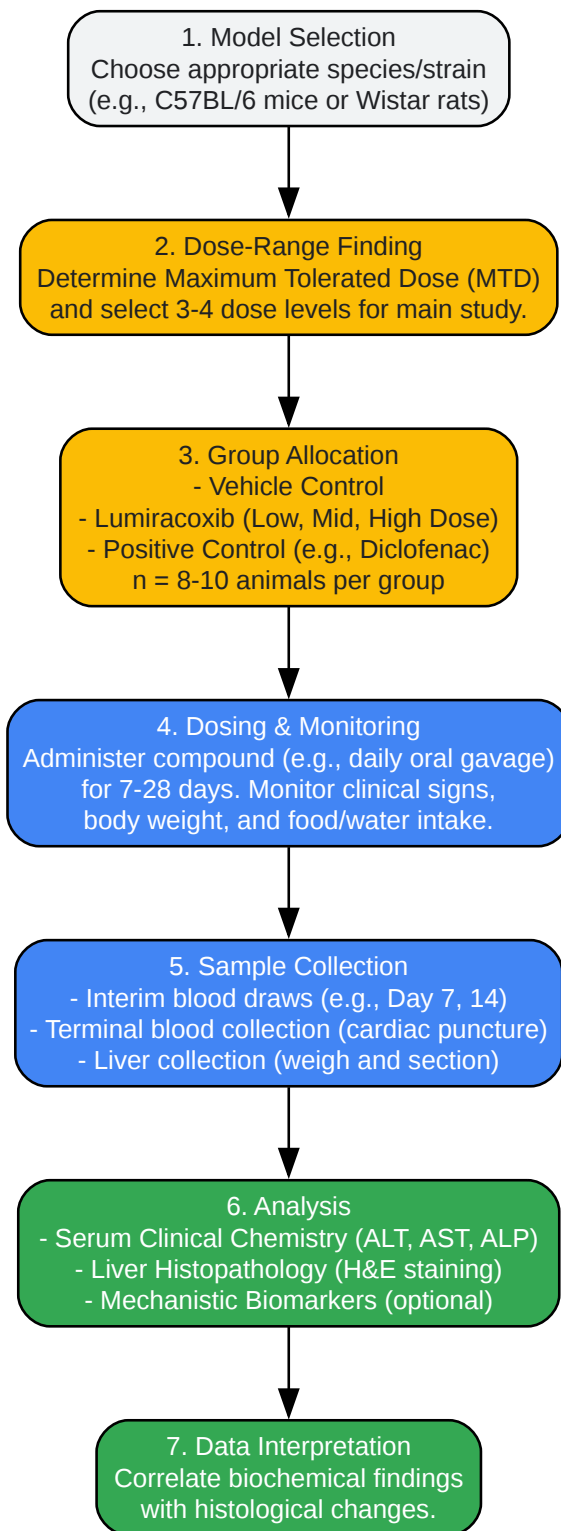 1. Model Selection
Choose appropriate species/strain
(e.g., C57BL/6 mice or Wistar rats)
2. Dose-Range Finding
Determine Maximum Tolerated Dose (MTD)
and select 3-4 dose levels for main study.
3. Group Allocation
- Vehicle Control
- Lumiracoxib (Low, Mid, High Dose)
- Positive Control (e.g., Diclofenac)
n = 8-10 animals per group
4. Dosing & Monitoring
Administer compound (e.g., daily oral gavage)
for 7-28 days. Monitor clinical signs,
body weight, and food/water intake.
5. Sample Collection
- Interim blood draws (e.g., Day 7, 14)
- Terminal blood collection (cardiac puncture)
- Liver collection (weigh and section)
6. Analysis
- Serum Clinical Chemistry (ALT, AST, ALP)
- Liver Histopathology (H&E staining)
- Mechanistic Biomarkers (optional)
7. Data Interpretation
Correlate biochemical findings
with histological changes.